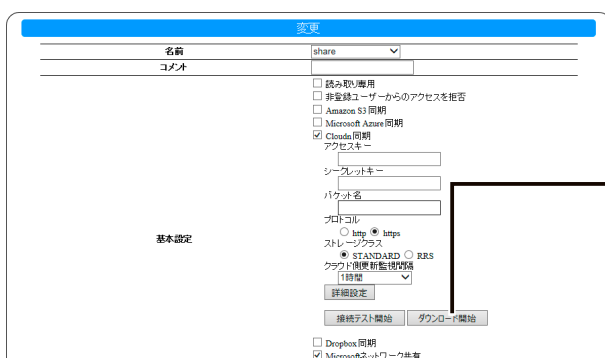 変更
名前 share
コメント
読み取り専用
非登録ユーザーからのアクセスを拒否
Amazon S3 同期
Microsoft Azure 同期
Cloudn 同期
アクセスキー
シークレットキー
バケット名
プロトコル
http https
ストレージクラス
基本設定
STANDARD RRS
クラウド側更新監視間隔
1時間
詳細設定
接続テスト開始 ダウンロード開始
Dropbox 同期
Microsoftネットワーク共有